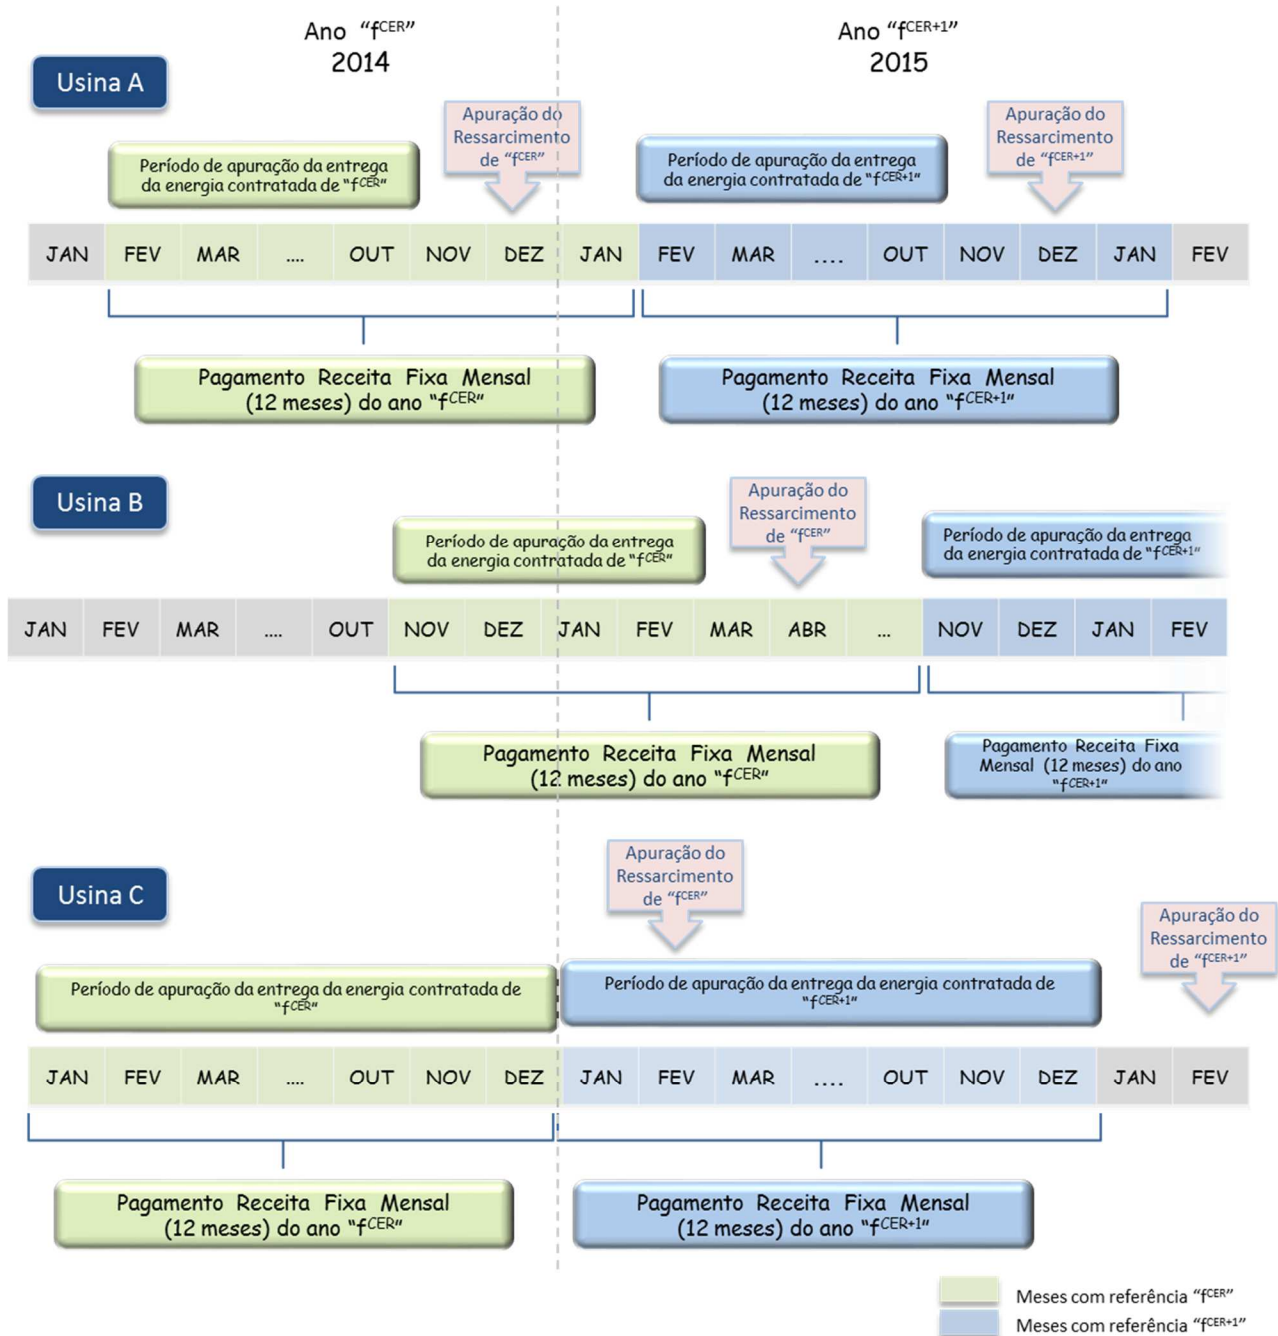 Ano “fCER”
2014
Ano “fCER+1”
2015
Usina A
Apuração do
Ressarcimento
de “fCER”
Apuração do
Ressarcimento
de “fCER+1”
Período de apuração da entrega
da energia contratada de “fCER”
Período de apuração da entrega
da energia contratada de “fCER+1”
JAN FEV MAR .... OUT NOV DEZ JAN FEV MAR .... OUT NOV DEZ JAN FEV
Pagamento Receita Fixa Mensal
(12 meses) do ano “fCER”
Pagamento Receita Fixa Mensal
(12 meses) do ano “fCER+1”
Usina B
Apuração do
Ressarcimento
de “fCER”
Período de apuração da entrega
da energia contratada de “fCER”
Período de apuração da entrega
da energia contratada de “fCER+1”
JAN FEV MAR .... OUT NOV DEZ JAN FEV MAR ABR ... NOV DEZ JAN FEV
Pagamento Receita Fixa Mensal
(12 meses) do ano “fCER”
Pagamento Receita Fixa
Mensal (12 meses) do ano
“fCER+1”
Usina C
Apuração do
Ressarcimento
de “fCER”
Apuração do
Ressarcimento
de “fCER+1”
Período de apuração da entrega da energia contratada de
“fCER”
Período de apuração da entrega da energia contratada de
“fCER+1”
JAN FEV MAR .... OUT NOV DEZ JAN FEV MAR .... OUT NOV DEZ JAN FEV
Pagamento Receita Fixa Mensal
(12 meses) do ano “fCER”
Pagamento Receita Fixa Mensal
(12 meses) do ano “fCER+1”
Meses com referência “fCER”
Meses com referência “fCER+1”